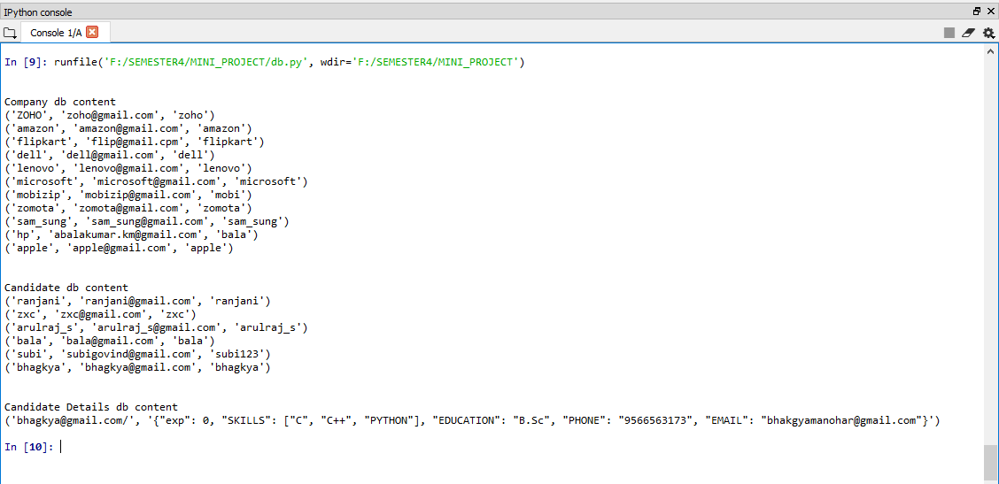 IPython console
Console 1/A
In [9]: runfile('F:/SEMESTER4/MINI_PROJECT/db.py', wdir='F:/SEMESTER4/MINI_PROJECT')
Company db content
('ZOHO', 'zoho@gmail.com', 'zoho')
('amazon', 'amazon@gmail.com', 'amazon')
('flipkart', 'flip@gmail.cpm', 'flipkart')
('dell', 'dell@gmail.com', 'dell')
('lenovo', 'lenovo@gmail.com', 'lenovo')
('microsoft', 'microsoft@gmail.com', 'microsoft')
('mobizip', 'mobizip@gmail.com', 'mobi')
('zomota', 'zomota@gmail.com', 'zomota')
('sam_sung', 'sam_sung@gmail.com', 'sam_sung')
('hp', 'abalakumar.km@gmail.com', 'bala')
('apple', 'apple@gmail.com', 'apple')
Candidate db content
('ranjani', 'ranjani@gmail.com', 'ranjani')
('zxc', 'zxc@gmail.com', 'zxc')
('arulraj_s', 'arulraj_s@gmail.com', 'arulraj_s')
('bala', 'bala@gmail.com', 'bala')
('subi', 'subigovind@gmail.com', 'subi123')
('bhagkya', 'bhagkya@gmail.com', 'bhagkya')
Candidate Details db content
('bhagkya@gmail.com/', '{"exp": 0, "SKILLS": ["C", "C++", "PYTHON"], "EDUCATION": "B.Sc", "PHONE": "9566563173", "EMAIL": "bhakgyamanohar@gmail.com"}')
In [10]: